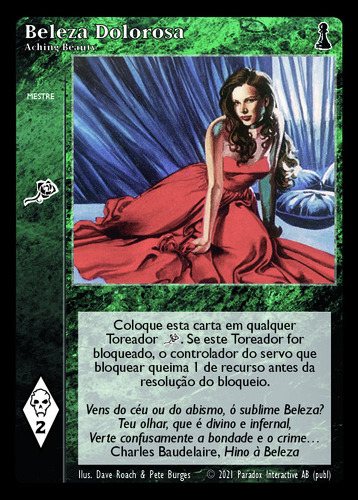 Beleza Dolorosa
Aching Beauty
MESTRE
Coloque esta carta em qualquer
Toreador . Se este Toreador for
bloqueado, o controlador do servo que
bloquear queima 1 de recurso antes da
resolução do bloqueio.
Vens do céu ou do abismo, ó sublime Beleza?
Teu olhar, que é divino e infernal,
Verte confusamente a bondade e o crime…
Charles Baudelaire, Hino à Beleza
2
Ilus. Dave Roach & Pete Burges © 2021 Paradox Interactive AB (publ)